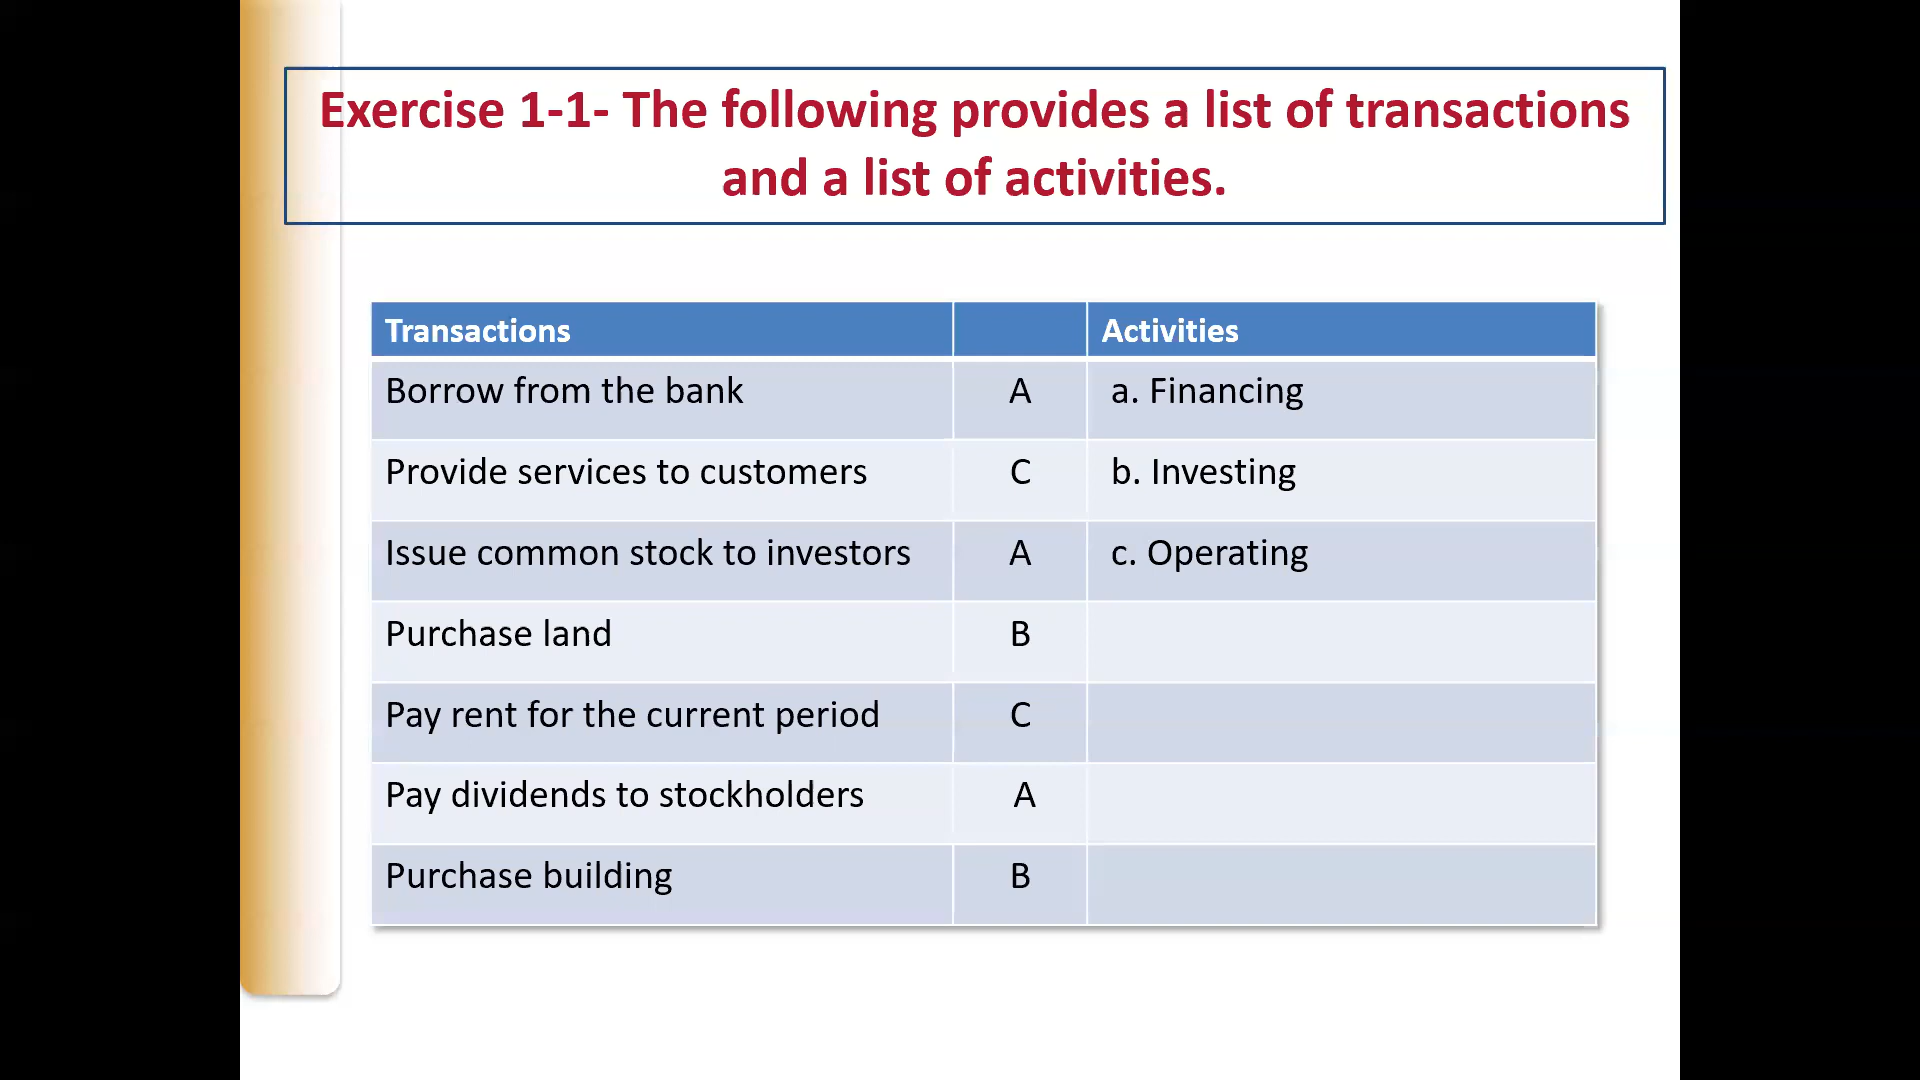 Exercise 1-1- The following provides a list of transactions
and a list of activities.
Transactions Activities
Borrow from the bank A a. Financing
Provide services to customers C b. Investing
Issue common stock to investors A c. Operating
Purchase land B
Pay rent for the current period C
Pay dividends to stockholders A
Purchase building B